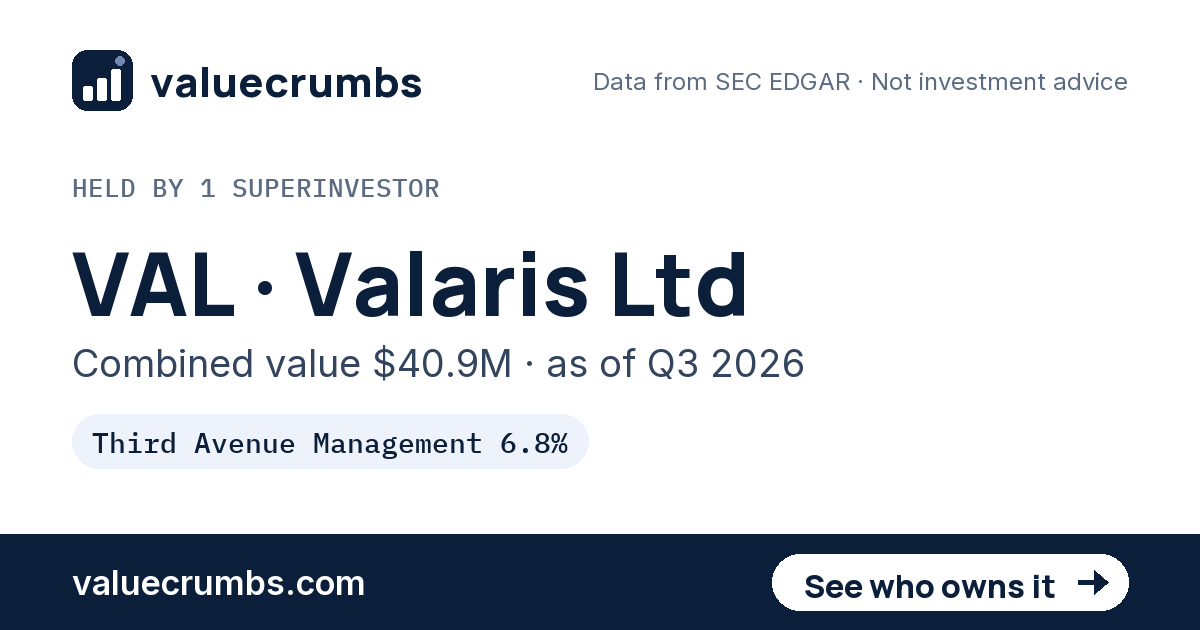 valuecrumbs
Data from SEC EDGAR · Not investment advice
HELD BY 1 SUPERINVESTOR
VAL · Valaris Ltd
Combined value $40.9M · as of Q3 2026
Third Avenue Management 6.8%
valuecrumbs.com
See who owns it →